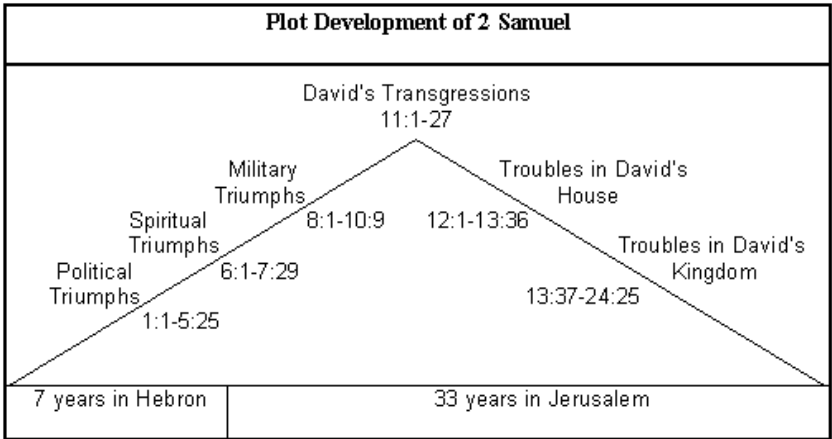 Plot Development of 2 Samuel
David's Transgressions
11:1-27
Military
Triumphs
8:1-10:9
Spiritual
Triumphs
6:1-7:29
Political
Triumphs
1:1-5:25
Troubles in David's
House
12:1-13:36
Troubles in David's
Kingdom
13:37-24:25
7 years in Hebron
33 years in Jerusalem